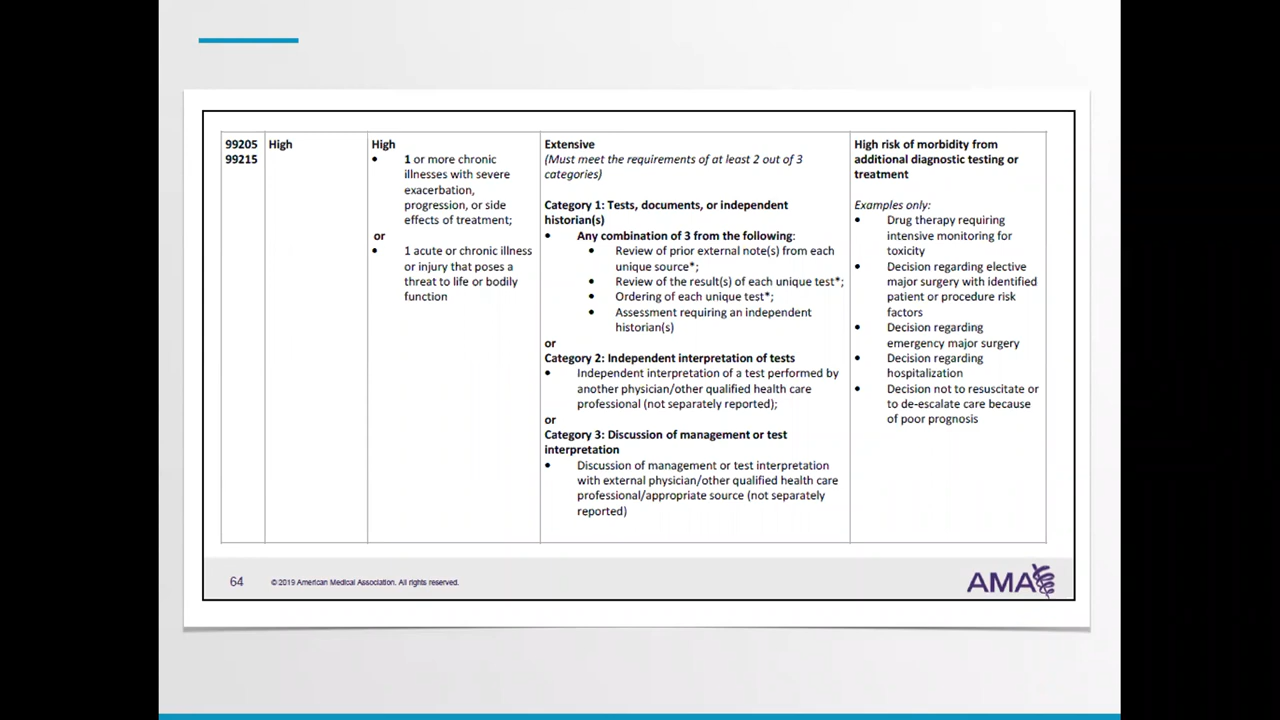 99205
99215
High
High
• 1 or more chronic
illnesses with severe
exacerbation,
progression, or side
effects of treatment;
or
• 1 acute or chronic illness
or injury that poses a
threat to life or bodily
function
Extensive
(Must meet the requirements of at least 2 out of 3
categories)
Category 1: Tests, documents, or independent
historian(s)
• Any combination of 3 from the following:
• Review of prior external note(s) from each
unique source*;
• Review of the result(s) of each unique test*;
• Ordering of each unique test*;
• Assessment requiring an independent
historian(s)
or
Category 2: Independent interpretation of tests
• Independent interpretation of a test performed by
another physician/other qualified health care
professional (not separately reported);
or
Category 3: Discussion of management or test
interpretation
• Discussion of management or test interpretation
with external physician/other qualified health care
professional/appropriate source (not separately
reported)
High risk of morbidity from
additional diagnostic testing or
treatment
Examples only:
• Drug therapy requiring
intensive monitoring for
toxicity
• Decision regarding elective
major surgery with identified
patient or procedure risk
factors
• Decision regarding
emergency major surgery
• Decision regarding
hospitalization
• Decision not to resuscitate or
to de-escalate care because
of poor prognosis
64
© 2019 American Medical Association. All rights reserved.
AMA